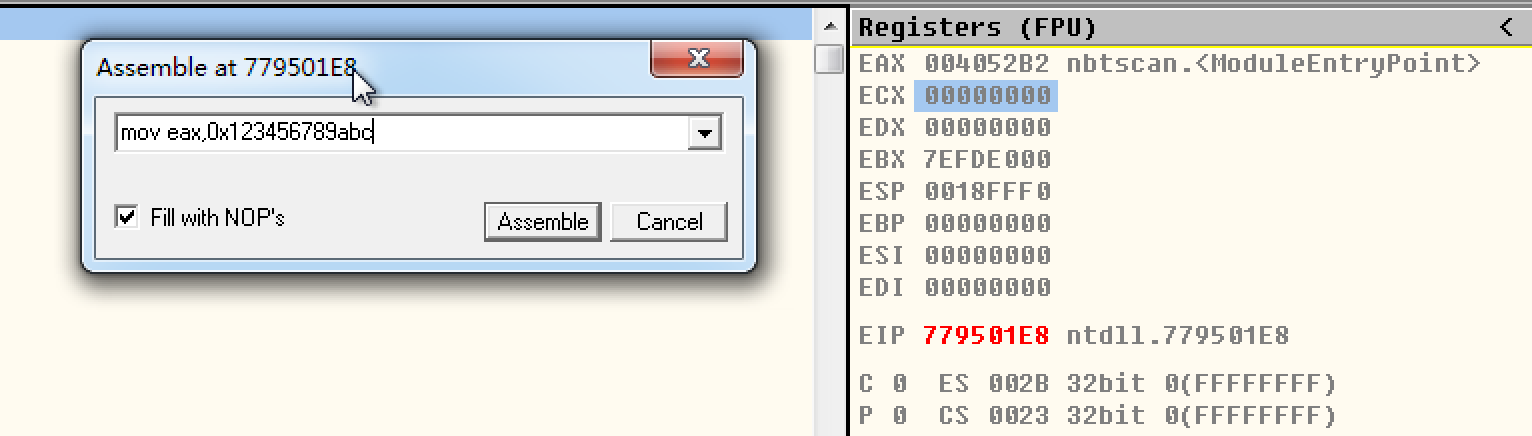 Assemble at 779501E8
mov eax,0x123456789abc
Fill with NOP's
Assemble
Cancel
Registers (FPU)
EAX 004052B2 nbtscan.<ModuleEntryPoint>
ECX 00000000
EDX 00000000
EBX 7EFDE000
ESP 0018FFF0
EBP 00000000
ESI 00000000
EDI 00000000
EIP 779501E8 ntdll.779501E8
C 0 ES 002B 32bit 0(FFFFFFFF)
P 0 CS 0023 32bit 0(FFFFFFFF)